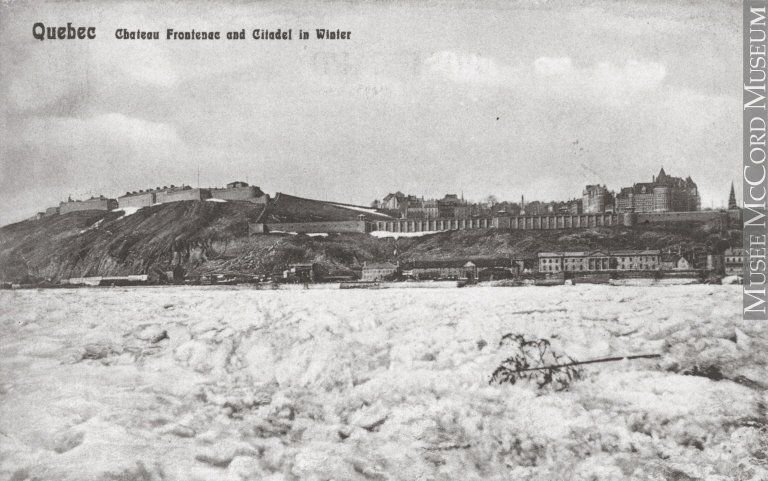 Quebec Chateau Frontenac and Citadel in Winter
MUSÉE MCCORD MUSEUM